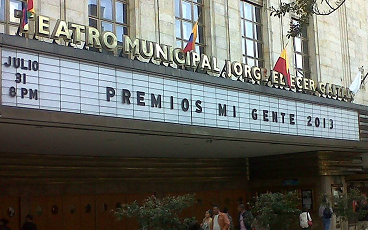 TEATRO MUNICIPAL JORGE ELIECER GAITAN
JULIO
31
8 PM
PREMIOS MI GENTE 2013